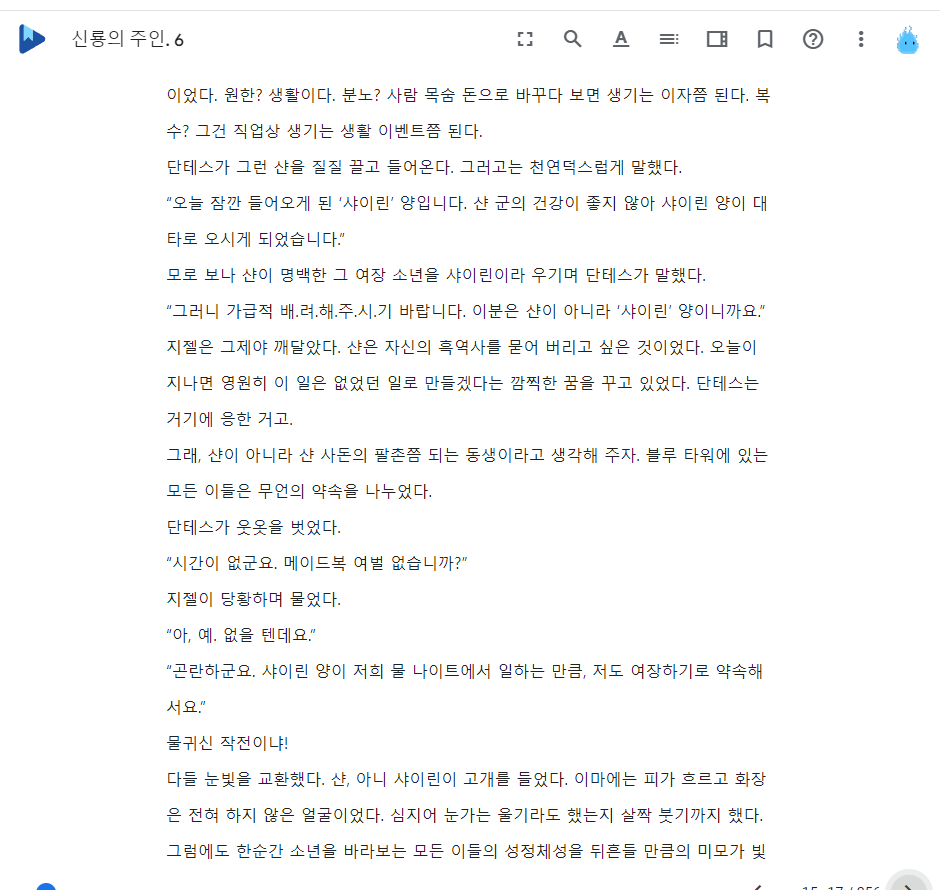 신룡의 주인. 6
이었다. 원한? 생활이다. 분노? 사람 목숨 돈으로 바꾸다 보면 생기는 이자쯤 된다. 복
수? 그건 직업상 생기는 생활 이벤트쯤 된다.
단테스가 그런 샨을 질질 끌고 들어온다. 그러고는 천연덕스럽게 말했다.
“오늘 잠깐 들어오게 된 ‘샤이린’ 양입니다. 샨 군의 건강이 좋지 않아 샤이린 양이 대
타로 오시게 되었습니다.”
모로 보나 샨이 명백한 그 여장 소년을 샤이린이라 우기며 단테스가 말했다.
“그러니 가급적 배.려.해.주.시.기 바랍니다. 이분은 샨이 아니라 ‘샤이린’ 양이니까요.”
지젤은 그제야 깨달았다. 샨은 자신의 흑역사를 묻어 버리고 싶은 것이었다. 오늘이
지나면 영원히 이 일은 없었던 일로 만들겠다는 깜찍한 꿈을 꾸고 있었다. 단테스는
거기에 응한 거고.
그래, 샨이 아니라 샨 사돈의 팔촌쯤 되는 동생이라고 생각해 주자. 블루 타워에 있는
모든 이들은 무언의 약속을 나누었다.
단테스가 웃옷을 벗었다.
“시간이 없군요. 메이드복 여벌 없습니까?”
지젤이 당황하며 물었다.
“아, 예. 없을 텐데요.”
“곤란하군요. 샤이린 양이 저희 물 나이트에서 일하는 만큼, 저도 여장하기로 약속해
서요.”
물귀신 작전이냐!
다들 눈빛을 교환했다. 샨, 아니 샤이린이 고개를 들었다. 이마에는 피가 흐르고 화장
은 전혀 하지 않은 얼굴이었다. 심지어 눈가는 울기라도 했는지 살짝 붓기까지 했다.
그럼에도 한순간 소년을 바라보는 모든 이들의 성정체성을 뒤흔들 만큼의 미모가 빛